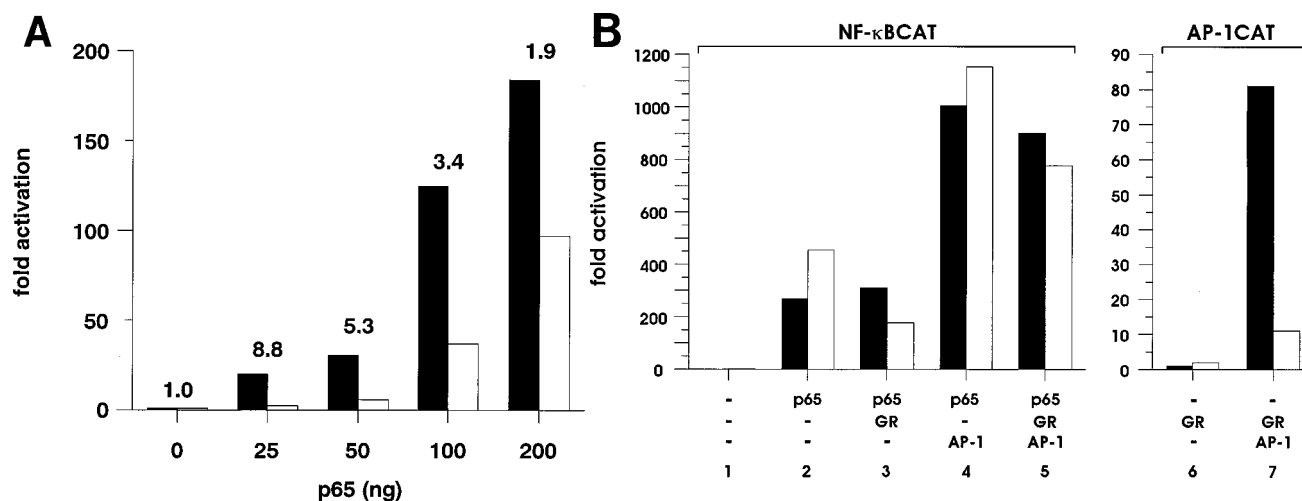 A
fold activation
200
150
100
50
0
1.0
8.8
5.3
3.4
1.9
0 25 50 100 200
p65 (ng)
B
NF-κBCAT
fold activation
1200
1000
800
600
400
200
0
- p65 p65 p65 p65
- - GR - GR
- - - AP-1 AP-1
1 2 3 4 5
AP-1CAT
90
80
70
60
50
40
30
20
10
0
- -
GR GR
- AP-1
6 7